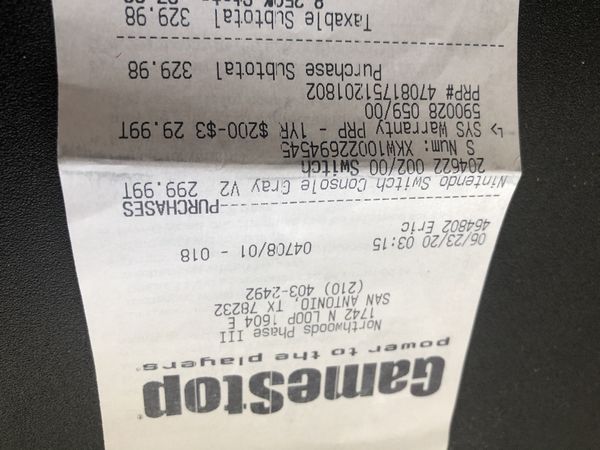 GameStop
power to the players
Northwoods Phase III
1742 N LOOP 1604 E
SAN ANTONIO, TX 78232
(210) 403-2492
06/23/20 03:15 04708/01 - 018
464802 Eric
PURCHASES
Nintendo Switch Console Gray V2 299.99T
204622 002/00 Switch
S Num: XKW10022694545
↳ SYS Warranty PRP - 1YR $200-$3 29.99T
590028 059/00
PRP# 47081751201802
Purchase Subtotal 329.98
Taxable Subtotal 329.98